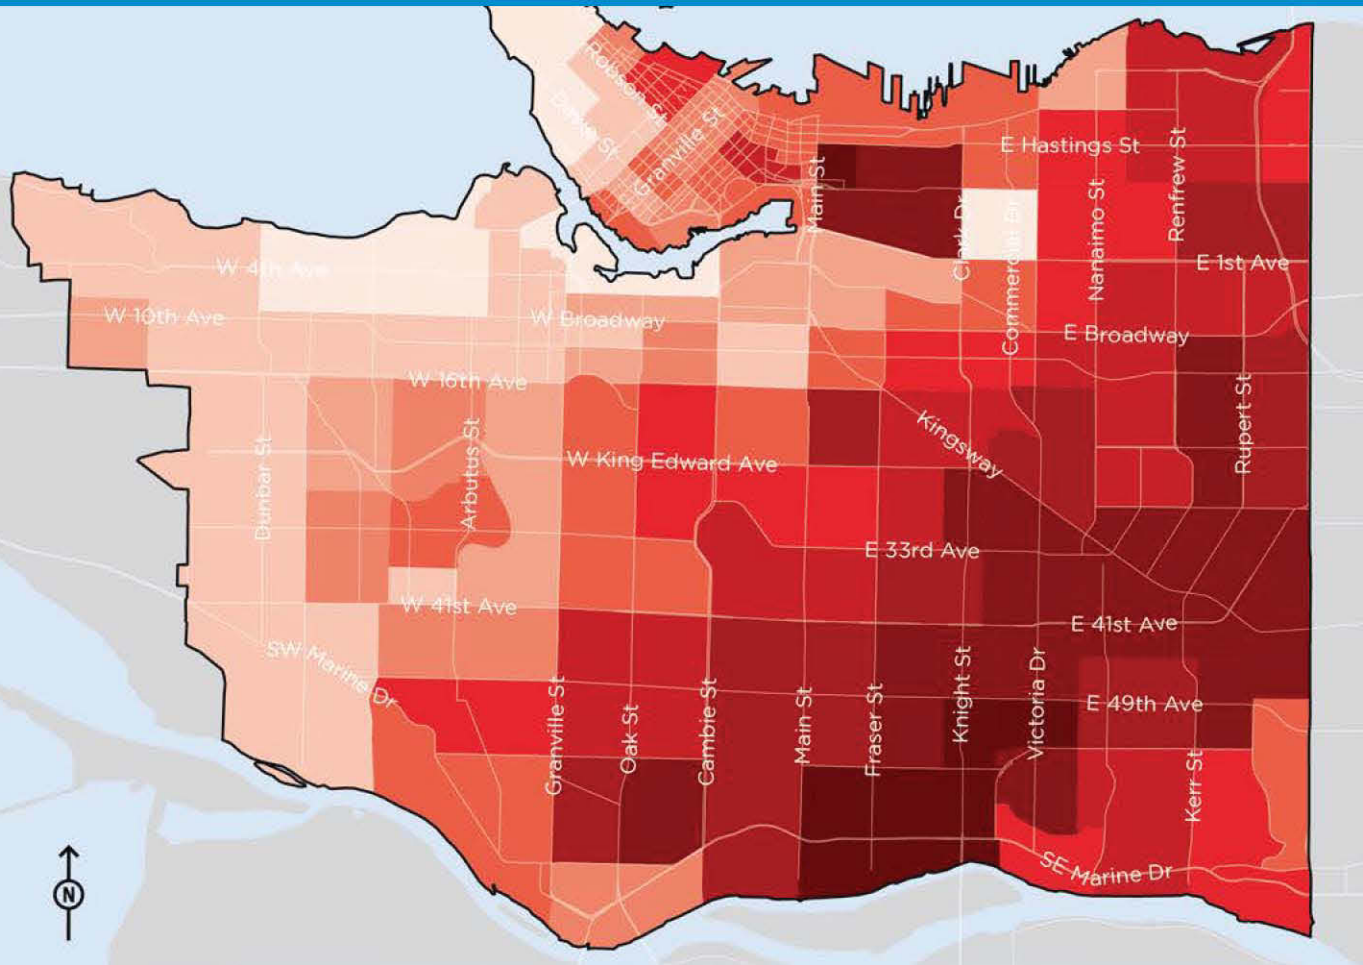 Robson St
Davie St
Granville St
E Hastings St
Main St
Renfrew St
Nanaimo St
Clark Dr
Commercial Dr
W 4th Ave
E 1st Ave
W 10th Ave
W Broadway
E Broadway
W 16th Ave
Rupert St
Kingsway
Arbutus St
Dunbar St
W King Edward Ave
E 33rd Ave
W 41st Ave
E 41st Ave
SW Marine Dr
Granville St
Oak St
Cambie St
Main St
Fraser St
Knight St
Victoria Dr
E 49th Ave
Kerr St
SE Marine Dr
N